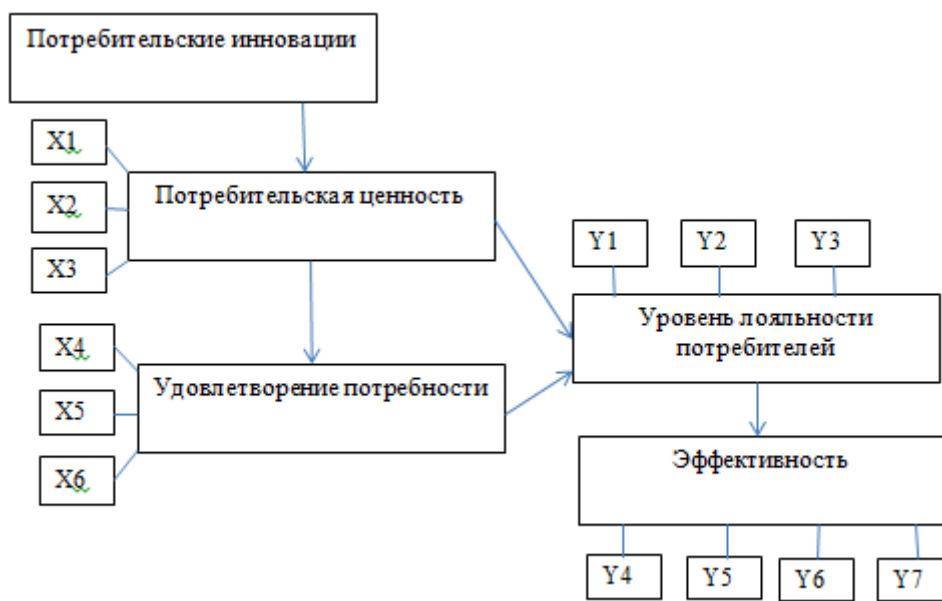 Потребительские инновации
X1
Потребительская ценность
X2
X3
Y1
Y2
Y3
Уровень лояльности
потребителей
X4
Удовлетворение потребности
X5
X6
Эффективность
Y4
Y5
Y6
Y7